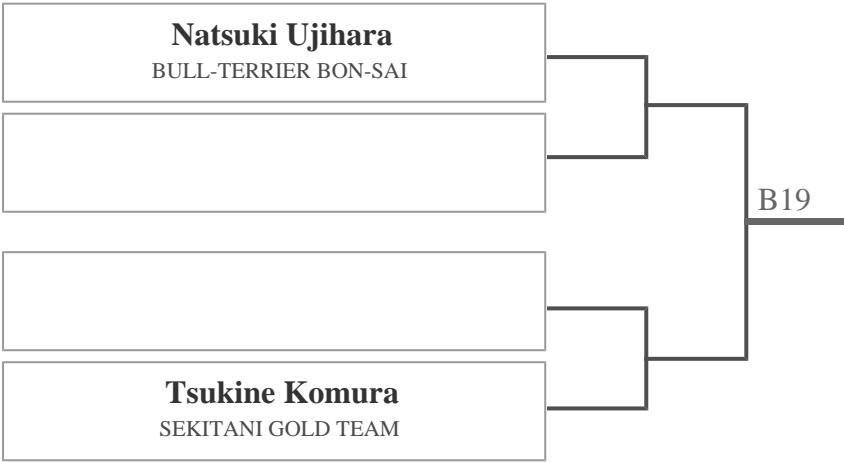 Natsuki Ujihara
BULL-TERRIER BON-SAI
B19
Tsukine Komura
SEKITANI GOLD TEAM